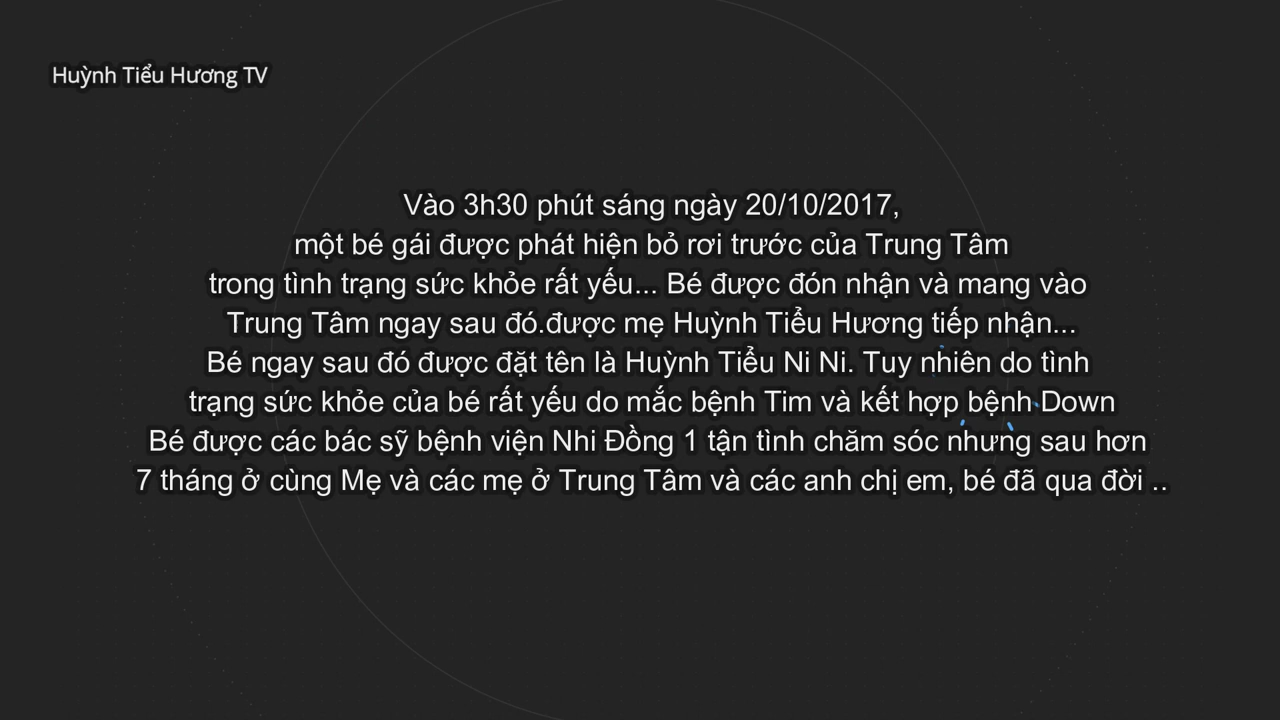 Huỳnh Tiểu Hương TV
Vào 3h30 phút sáng ngày 20/10/2017,
một bé gái được phát hiện bỏ rơi trước của Trung Tâm
trong tình trạng sức khỏe rất yếu... Bé được đón nhận và mang vào
Trung Tâm ngay sau đó.được mẹ Huỳnh Tiểu Hương tiếp nhận...
Bé ngay sau đó được đặt tên là Huỳnh Tiểu Ni Ni. Tuy nhiên do tình
trạng sức khỏe của bé rất yếu do mắc bệnh Tim và kết hợp bệnh Down
Bé được các bác sỹ bệnh viện Nhi Đồng 1 tận tình chăm sóc nhưng sau hơn
7 tháng ở cùng Mẹ và các mẹ ở Trung Tâm và các anh chị em, bé đã qua đời ..